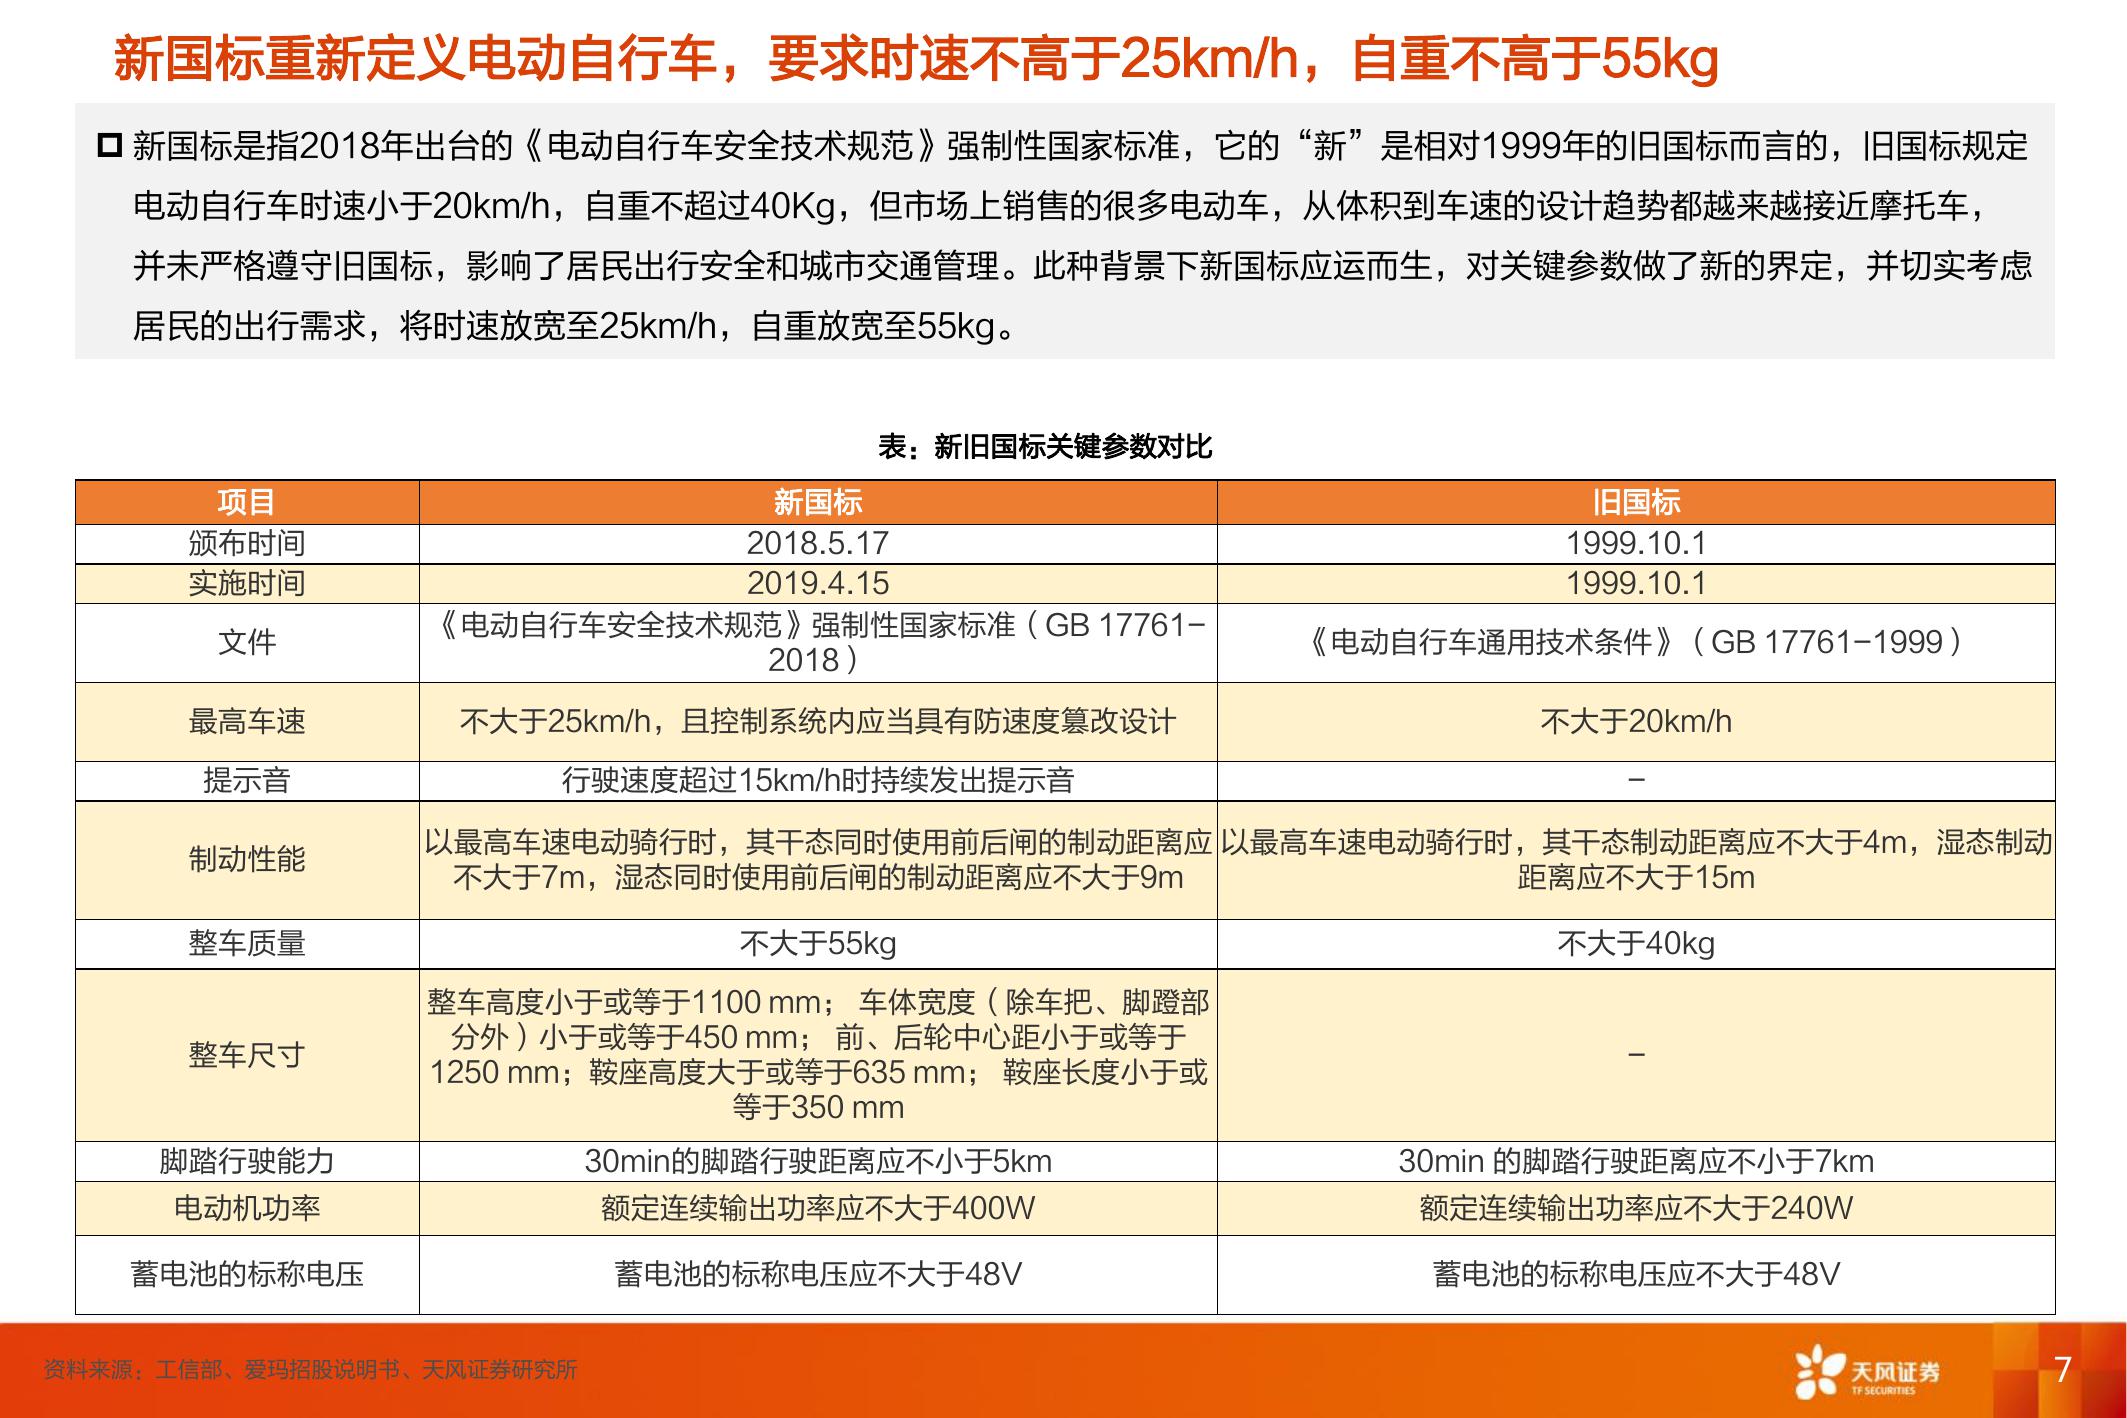 新国标重新定义电动自行车，要求时速不高于25km/h，自重不高于55kg
新国标是指2018年出台的《电动自行车安全技术规范》强制性国家标准，它的“新”是相对1999年的旧国标而言的，旧国标规定
电动自行车时速小于20km/h，自重不超过40Kg，但市场上销售的很多电动车，从体积到车速的设计趋势都越来越接近摩托车，
并未严格遵守旧国标，影响了居民出行安全和城市交通管理。此种背景下新国标应运而生，对关键参数做了新的界定，并切实考虑
居民的出行需求，将时速放宽至25km/h，自重放宽至55kg。
表：新旧国标关键参数对比
项目 新国标 旧国标
颁布时间 2018.5.17 1999.10.1
实施时间 2019.4.15 1999.10.1
文件
《电动自行车安全技术规范》强制性国家标准（GB 17761-
2018）
《电动自行车通用技术条件》（GB 17761-1999）
最高车速 不大于25km/h，且控制系统内应当具有防速度篡改设计 不大于20km/h
提示音 行驶速度超过15km/h时持续发出提示音 -
制动性能
以最高车速电动骑行时，其干态同时使用前后闸的制动距离应
不大于7m，湿态同时使用前后闸的制动距离应不大于9m
以最高车速电动骑行时，其干态制动距离应不大于4m，湿态制动
距离应不大于15m
整车质量 不大于55kg 不大于40kg
整车尺寸
整车高度小于或等于1100 mm； 车体宽度（除车把、脚蹬部
分外）小于或等于450 mm； 前、后轮中心距小于或等于
1250 mm；鞍座高度大于或等于635 mm； 鞍座长度小于或
等于350 mm
-
脚踏行驶能力 30min的脚踏行驶距离应不小于5km 30min 的脚踏行驶距离应不小于7km
电动机功率 额定连续输出功率应不大于400W 额定连续输出功率应不大于240W
蓄电池的标称电压 蓄电池的标称电压应不大于48V 蓄电池的标称电压应不大于48V
资料来源：工信部、爱玛招股说明书、天风证券研究所
天风证券
TF SECURITIES
7